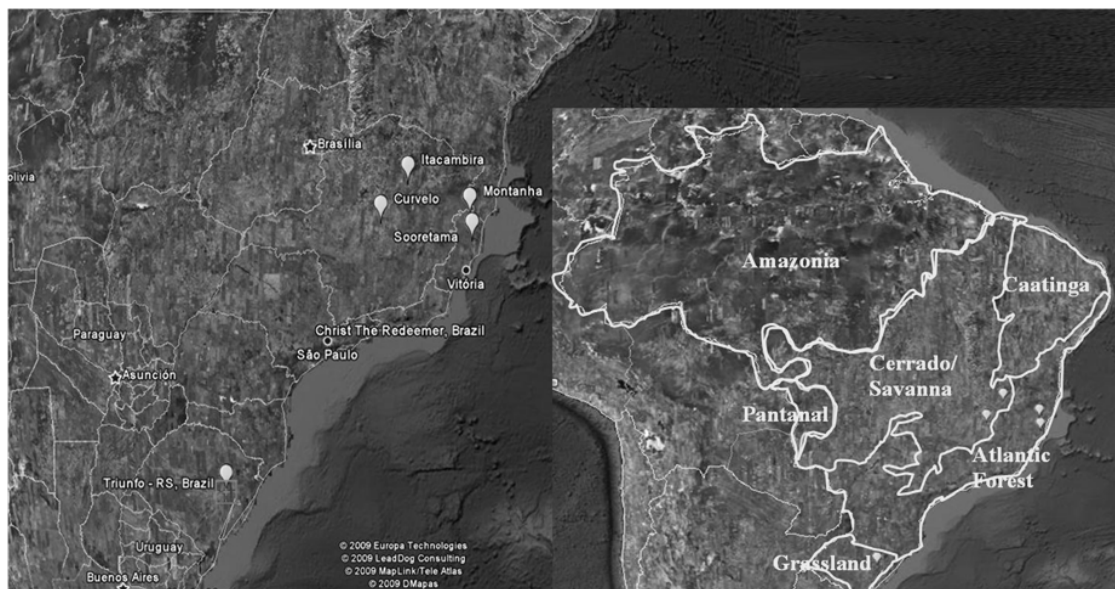 Brasília
Itacambira
olivia
Curvelo
Montanha
Sooretama
Vitória
Paraguay
Christ The Redeemer, Brazil
São Paulo
Asunción
Triunfo - RS, Brazil
Uruguay
Buenos Aires
© 2009 Europa Technologies
© 2009 LeadDog Consulting
© 2009 MapLink/Tele Atlas
© 2009 DMapas
Amazonia
Caatinga
Cerrado/
Savanna
Pantanal
Atlantic
Forest
Grassland